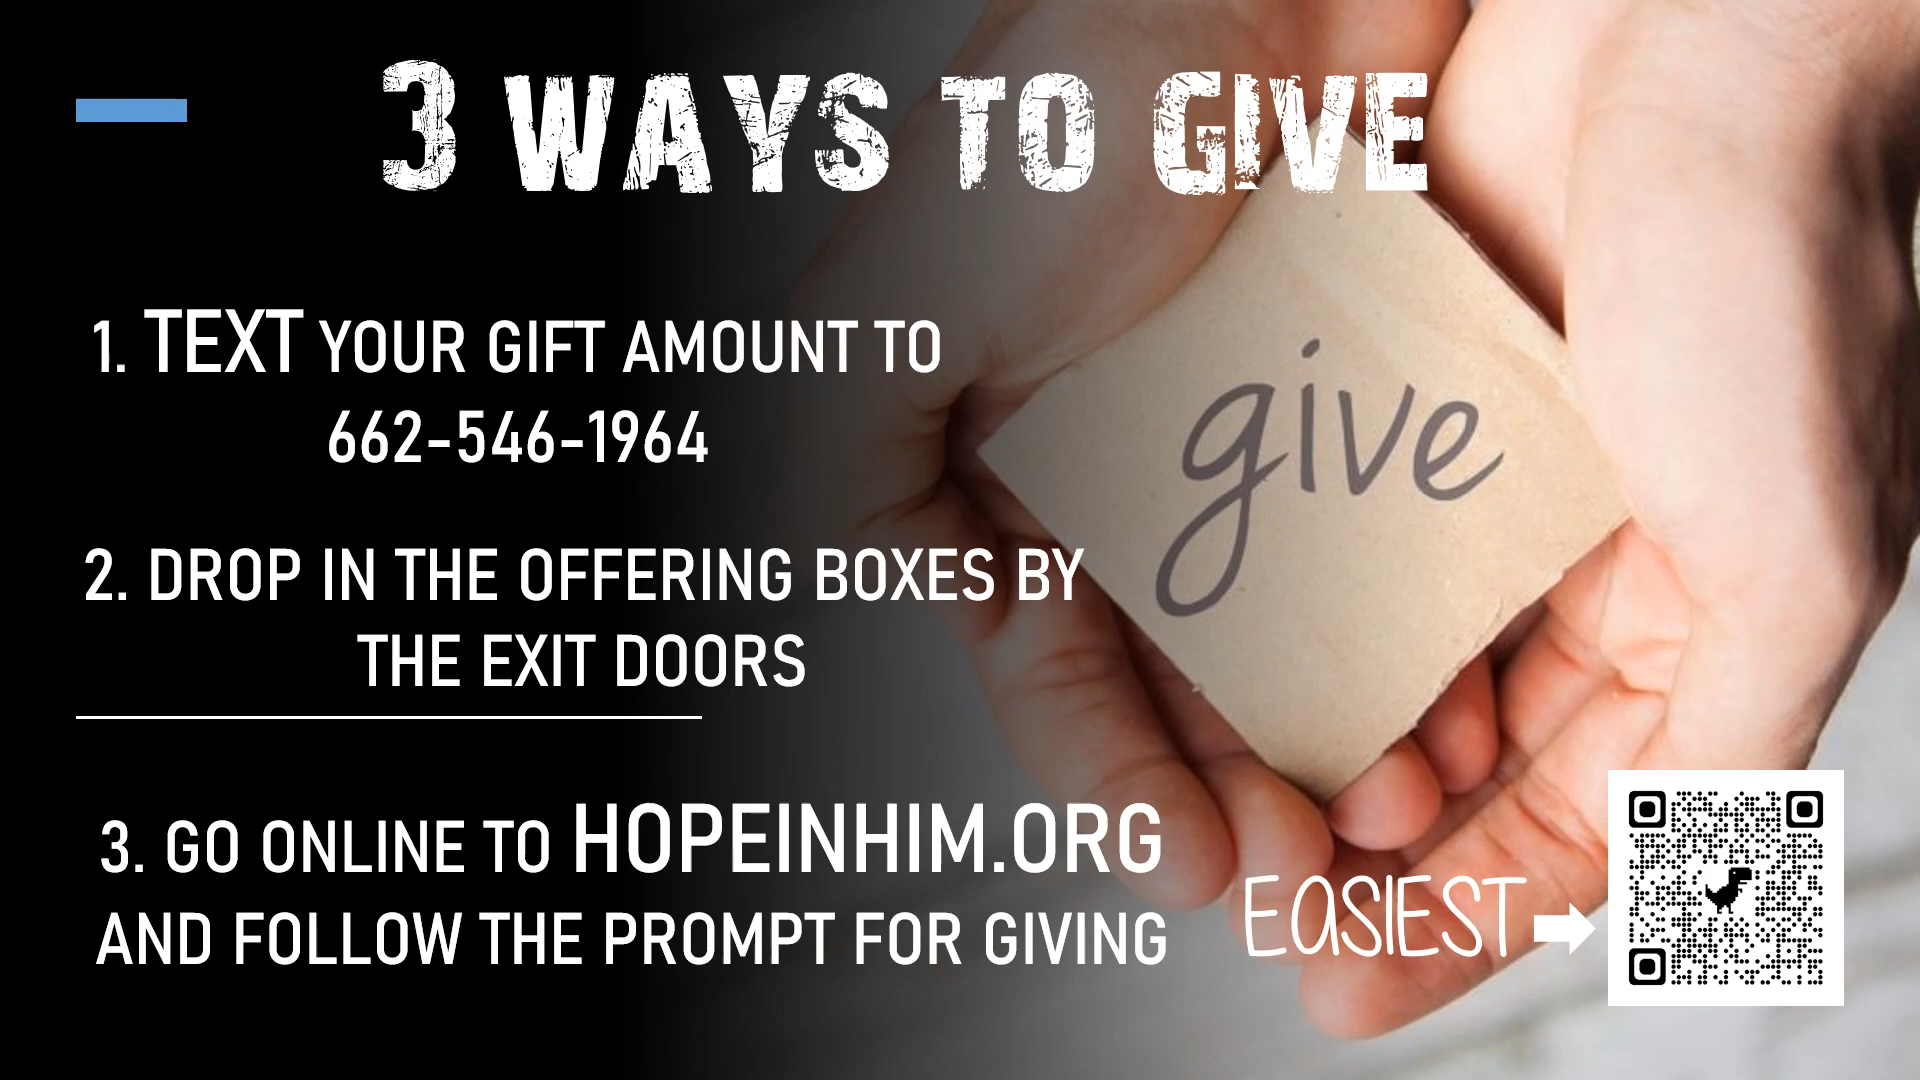 3 WAYS TO GIVE
1. TEXT YOUR GIFT AMOUNT TO
662-546-1964
give
2. DROP IN THE OFFERING BOXES BY
THE EXIT DOORS
3. GO ONLINE TO HOPEINHIM.ORG
AND FOLLOW THE PROMPT FOR GIVING
EASIEST